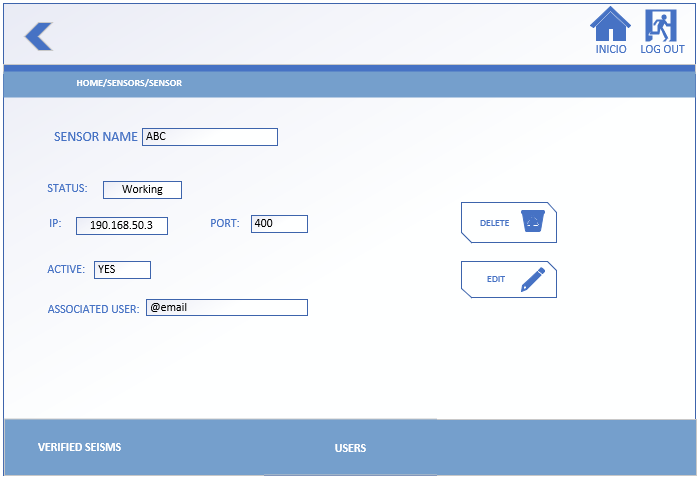 INICIO LOG OUT
HOME/SENSORS/SENSOR
SENSOR NAME ABC
STATUS: Working
IP: 190.168.50.3 PORT: 400
DELETE
ACTIVE: YES
EDIT
ASSOCIATED USER: @email
VERIFIED SEISMS USERS